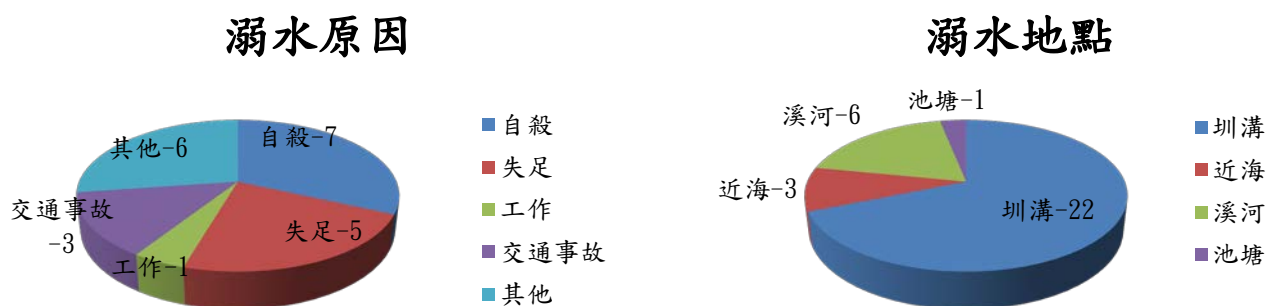 溺水原因
自殺-7
其他-6
交通事故
-3
失足-5
工作-1
自殺
失足
工作
交通事故
其他
溺水地點
池塘-1
溪河-6
近海-3
圳溝-22
圳溝
近海
溪河
池塘